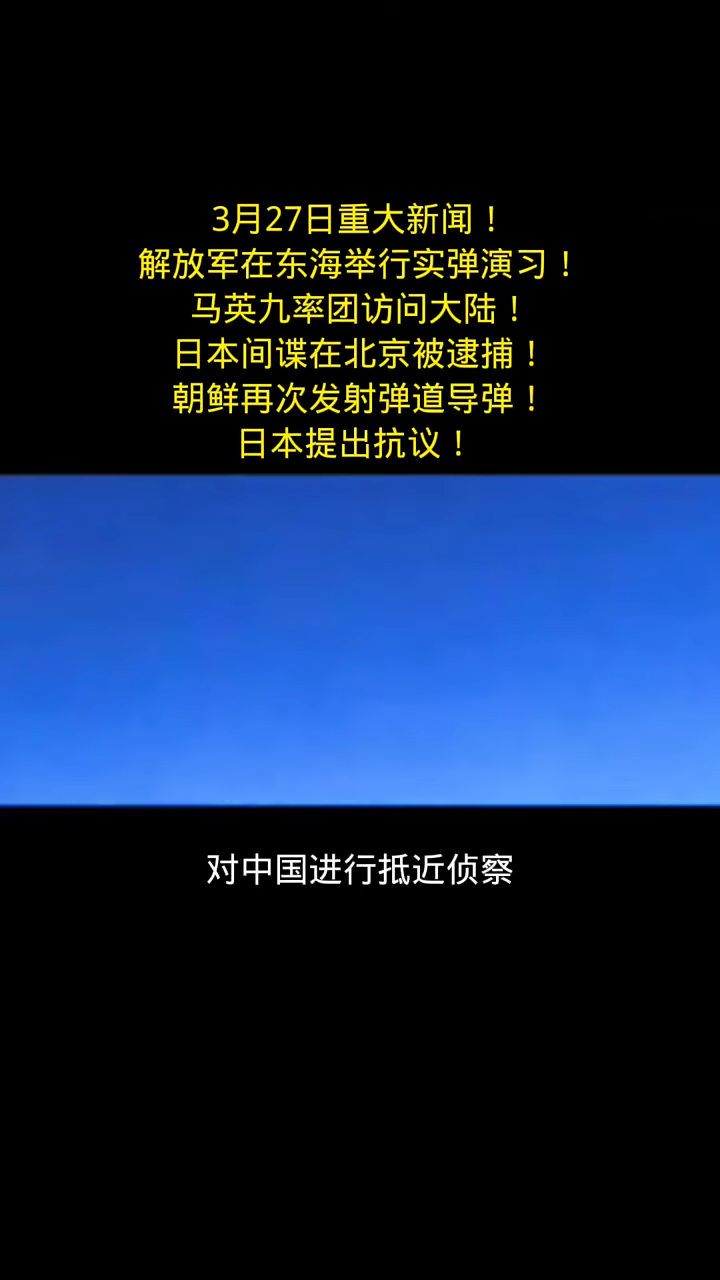 3月27日重大新闻！
解放军在东海举行实弹演习！
马英九率团访问大陆！
日本间谍在北京被逮捕！
朝鲜再次发射弹道导弹！
日本提出抗议！
对中国进行抵近侦察